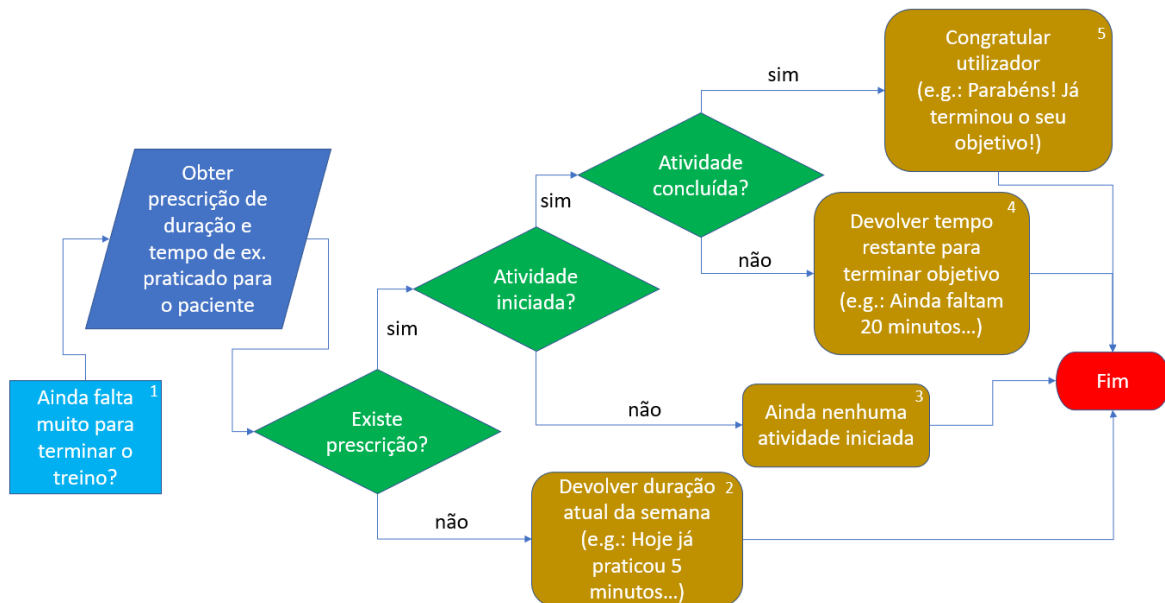 Ainda falta 1
muito para
terminar o
treino?
Obter
prescrição de
duração e
tempo de ex.
praticado para
o paciente
Existe
prescrição?
sim
não
Atividade
iniciada?
sim
não
Atividade
concluída?
sim
não
5
Congratular
utilizador
(e.g.: Parabéns! Já
terminou o seu
objetivo!)
4
Devolver tempo
restante para
terminar objetivo
(e.g.: Ainda faltam
20 minutos...)
3
Ainda nenhuma
atividade iniciada
Devolver duração 2
atual da semana
(e.g.: Hoje já
praticou 5
minutos...)
Fim